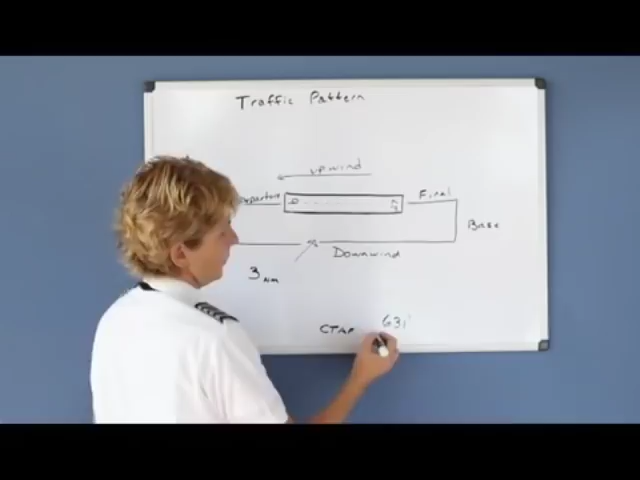 Traffic Pattern
upwind
Departure
Final
Base
Downwind
3 NM
CTAF 631'